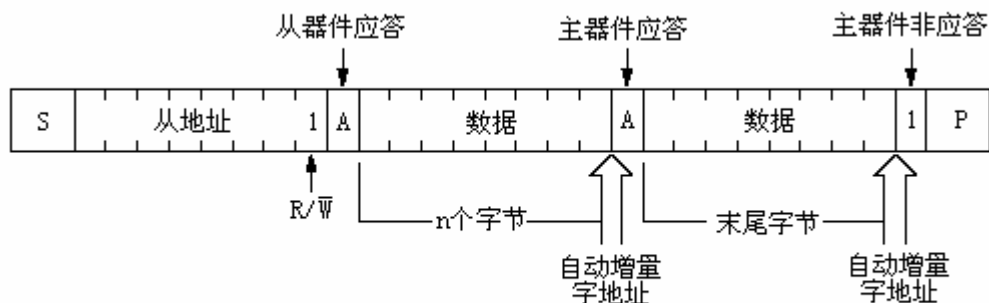 从器件应答
主器件应答
主器件非应答
S 从地址 1 A 数据 A 数据 1 P
R/W̅
n个字节
末尾字节
自动增量
字地址
自动增量
字地址